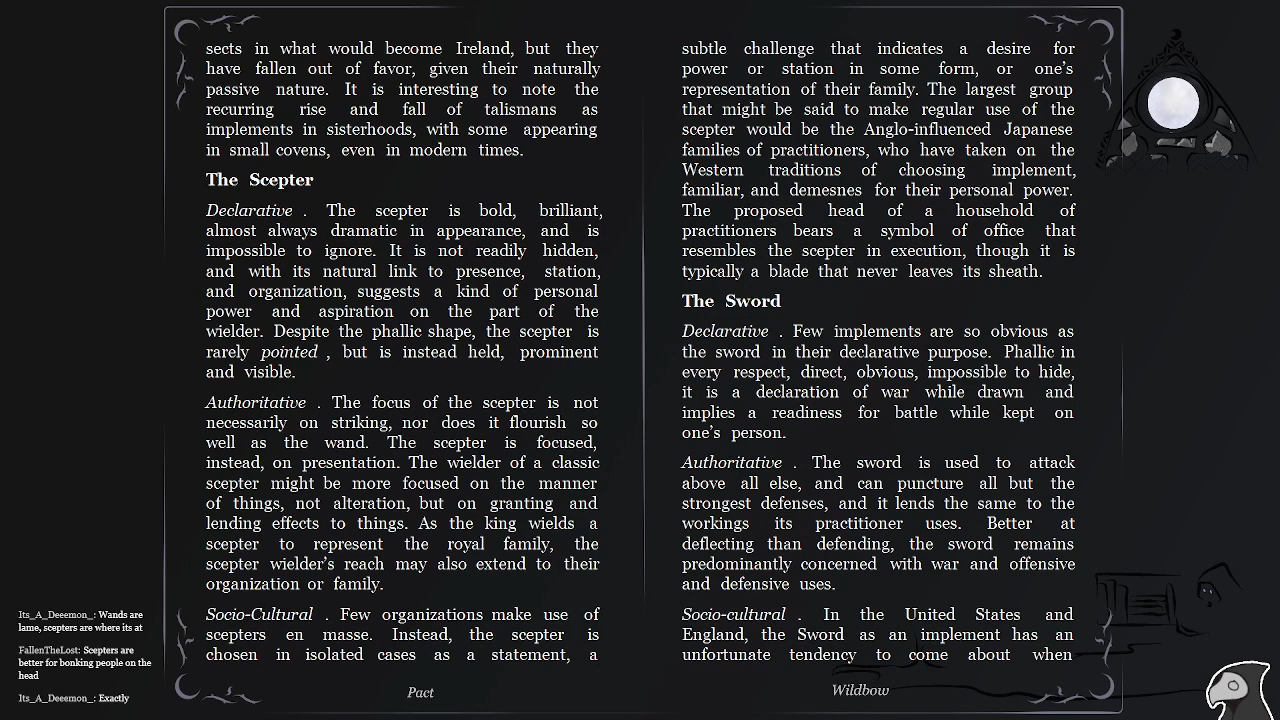 sects in what would become Ireland, but they
have fallen out of favor, given their naturally
passive nature. It is interesting to note the
recurring rise and fall of talismans as
implements in sisterhoods, with some appearing
in small covens, even in modern times.
The Scepter
Declarative . The scepter is bold, brilliant,
almost always dramatic in appearance, and is
impossible to ignore. It is not readily hidden,
and with its natural link to presence, station,
and organization, suggests a kind of personal
power and aspiration on the part of the
wielder. Despite the phallic shape, the scepter is
rarely pointed , but is instead held, prominent
and visible.
Authoritative . The focus of the scepter is not
necessarily on striking, nor does it flourish so
well as the wand. The scepter is focused,
instead, on presentation. The wielder of a classic
scepter might be more focused on the manner
of things, not alteration, but on granting and
lending effects to things. As the king wields a
scepter to represent the royal family, the
scepter wielder's reach may also extend to their
organization or family.
Socio-Cultural . Few organizations make use of
scepters en masse. Instead, the scepter is
chosen in isolated cases as a statement, a
Pact
subtle challenge that indicates a desire for
power or station in some form, or one's
representation of their family. The largest group
that might be said to make regular use of the
scepter would be the Anglo-influenced Japanese
families of practitioners, who have taken on the
Western traditions of choosing implement,
familiar, and demesnes for their personal power.
The proposed head of a household of
practitioners bears a symbol of office that
resembles the scepter in execution, though it is
typically a blade that never leaves its sheath.
The Sword
Declarative . Few implements are so obvious as
the sword in their declarative purpose. Phallic in
every respect, direct, obvious, impossible to hide,
it is a declaration of war while drawn and
implies a readiness for battle while kept on
one's person.
Authoritative . The sword is used to attack
above all else, and can puncture all but the
strongest defenses, and it lends the same to the
workings its practitioner uses. Better at
deflecting than defending, the sword remains
predominantly concerned with war and offensive
and defensive uses.
Socio-cultural . In the United States and
England, the Sword as an implement has an
unfortunate tendency to come about when
Wildbow
Its_A_Deeemon_: Wands are
lame, scepters are where its at
FallenTheLost: Scepters are
better for bonking people on the
head
Its_A_Deeemon_: Exactly